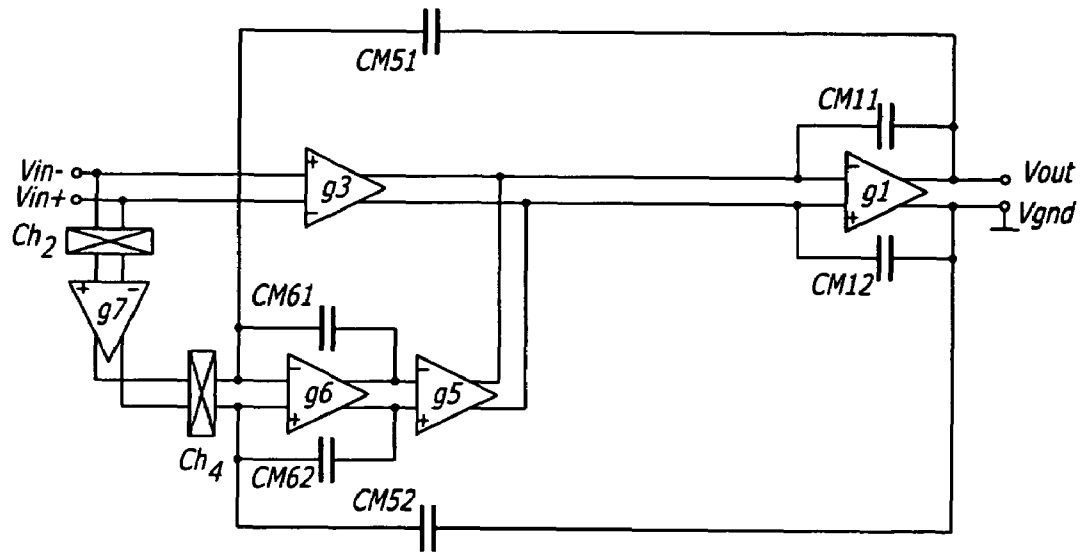 CM51
CM11
Vin-
Vin+
+
g3
-
-
g1
+
Vout
Vgnd
Ch2
CM12
+
-
g7
CM61
-
g6
+
-
g5
+
Ch4
CM62
CM52